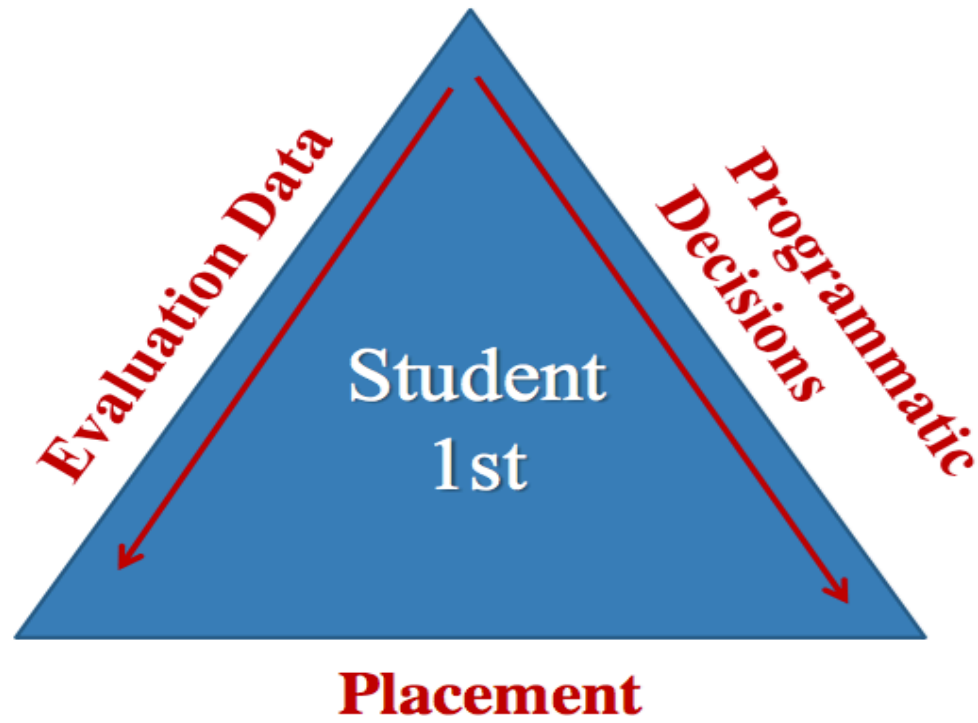 Evaluation Data
Programmatic
Decisions
Student
1st
Placement